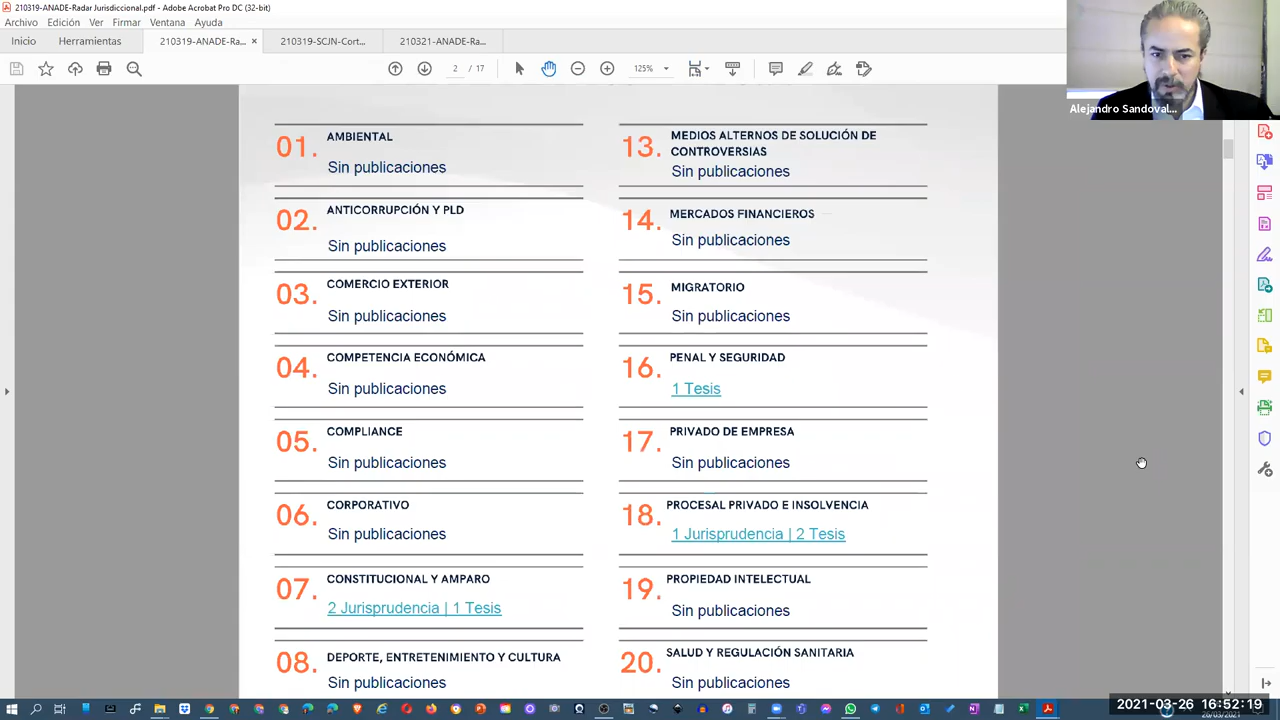 210319-ANADE-Radar Jurisdiccional.pdf - Adobe Acrobat Pro DC (32-bit)
Archivo Edición Ver Firmar Ventana Ayuda
Inicio Herramientas 210319-ANADE-Ra... × 210319-SCJN-Cort... 210321-ANADE-Ra...
2 / 17 125%
Alejandro Sandoval...
01. AMBIENTAL
Sin publicaciones
02. ANTICORRUPCIÓN Y PLD
Sin publicaciones
03. COMERCIO EXTERIOR
Sin publicaciones
04. COMPETENCIA ECONÓMICA
Sin publicaciones
05. COMPLIANCE
Sin publicaciones
06. CORPORATIVO
Sin publicaciones
07. CONSTITUCIONAL Y AMPARO
2 Jurisprudencia | 1 Tesis
08. DEPORTE, ENTRETENIMIENTO Y CULTURA
Sin publicaciones
13. MEDIOS ALTERNOS DE SOLUCIÓN DE
CONTROVERSIAS
Sin publicaciones
14. MERCADOS FINANCIEROS
Sin publicaciones
15. MIGRATORIO
Sin publicaciones
16. PENAL Y SEGURIDAD
1 Tesis
17. PRIVADO DE EMPRESA
Sin publicaciones
18. PROCESAL PRIVADO E INSOLVENCIA
1 Jurisprudencia | 2 Tesis
19. PROPIEDAD INTELECTUAL
Sin publicaciones
20. SALUD Y REGULACIÓN SANITARIA
Sin publicaciones
2021-03-26 16:52:19